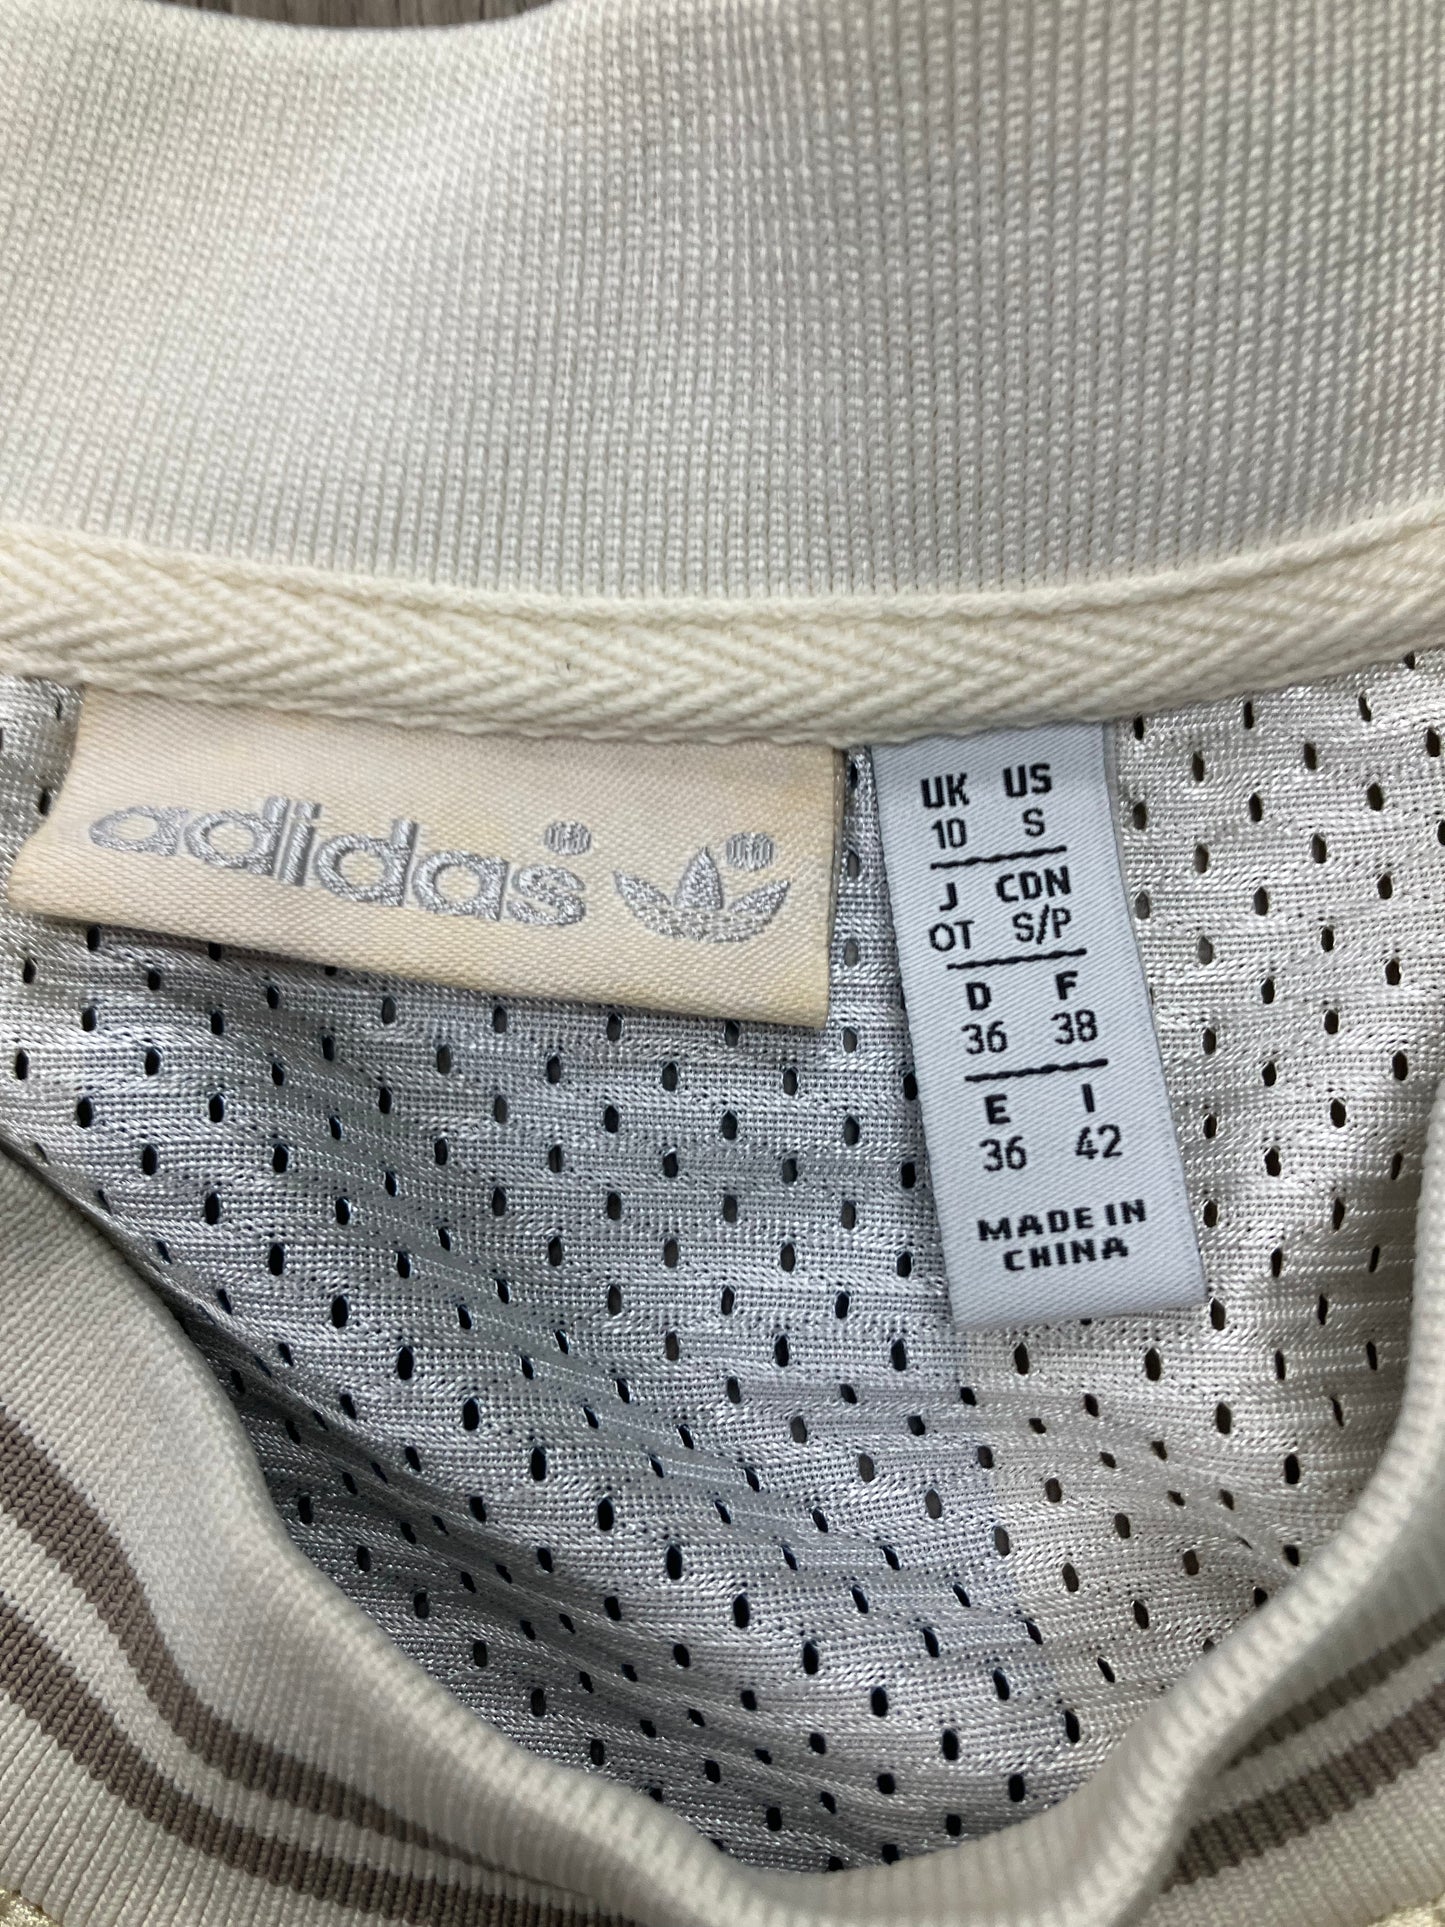 adidas
UK US
10 S
J CDN
OT S/P
D F
36 38
E I
36 42
MADE IN
CHINA